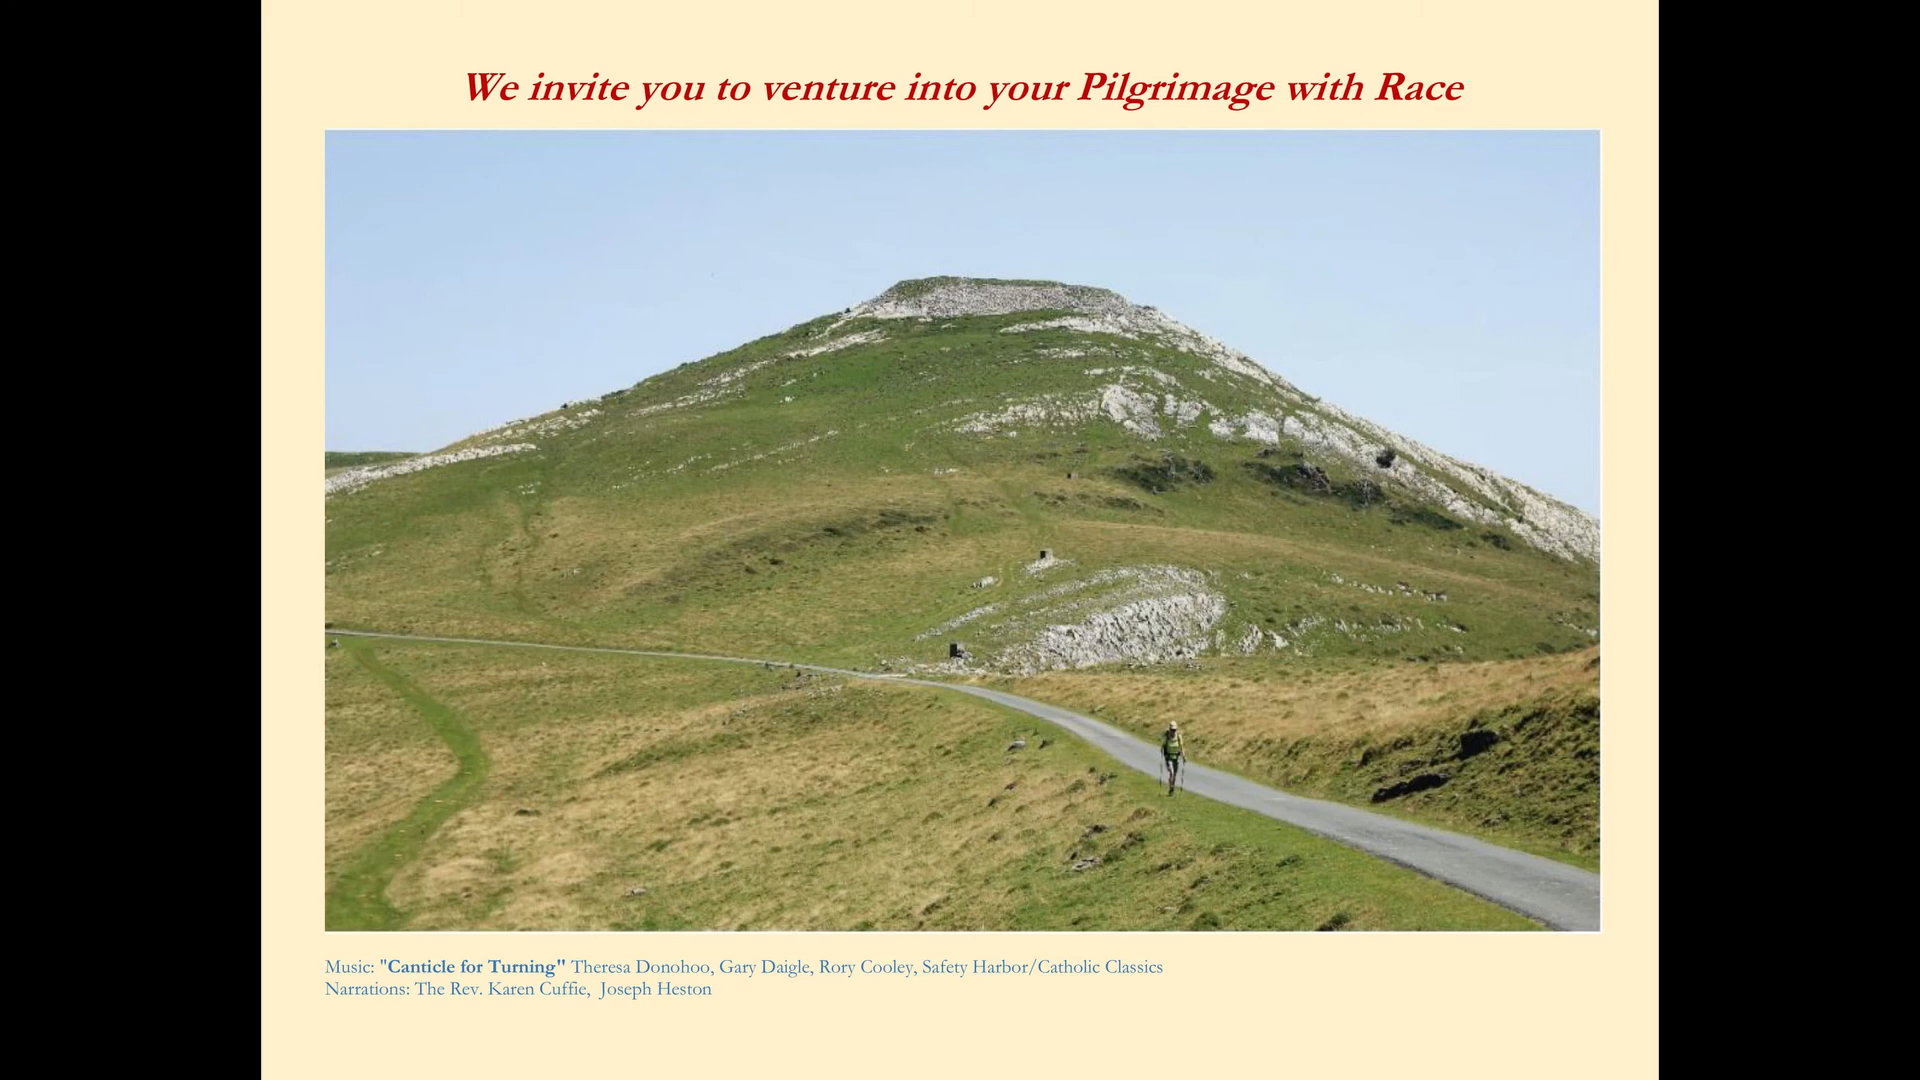 We invite you to venture into your Pilgrimage with Race
Music: "Canticle for Turning" Theresa Donohoo, Gary Daigle, Rory Cooley, Safety Harbor/Catholic Classics
Narrations: The Rev. Karen Cuffie, Joseph Heston